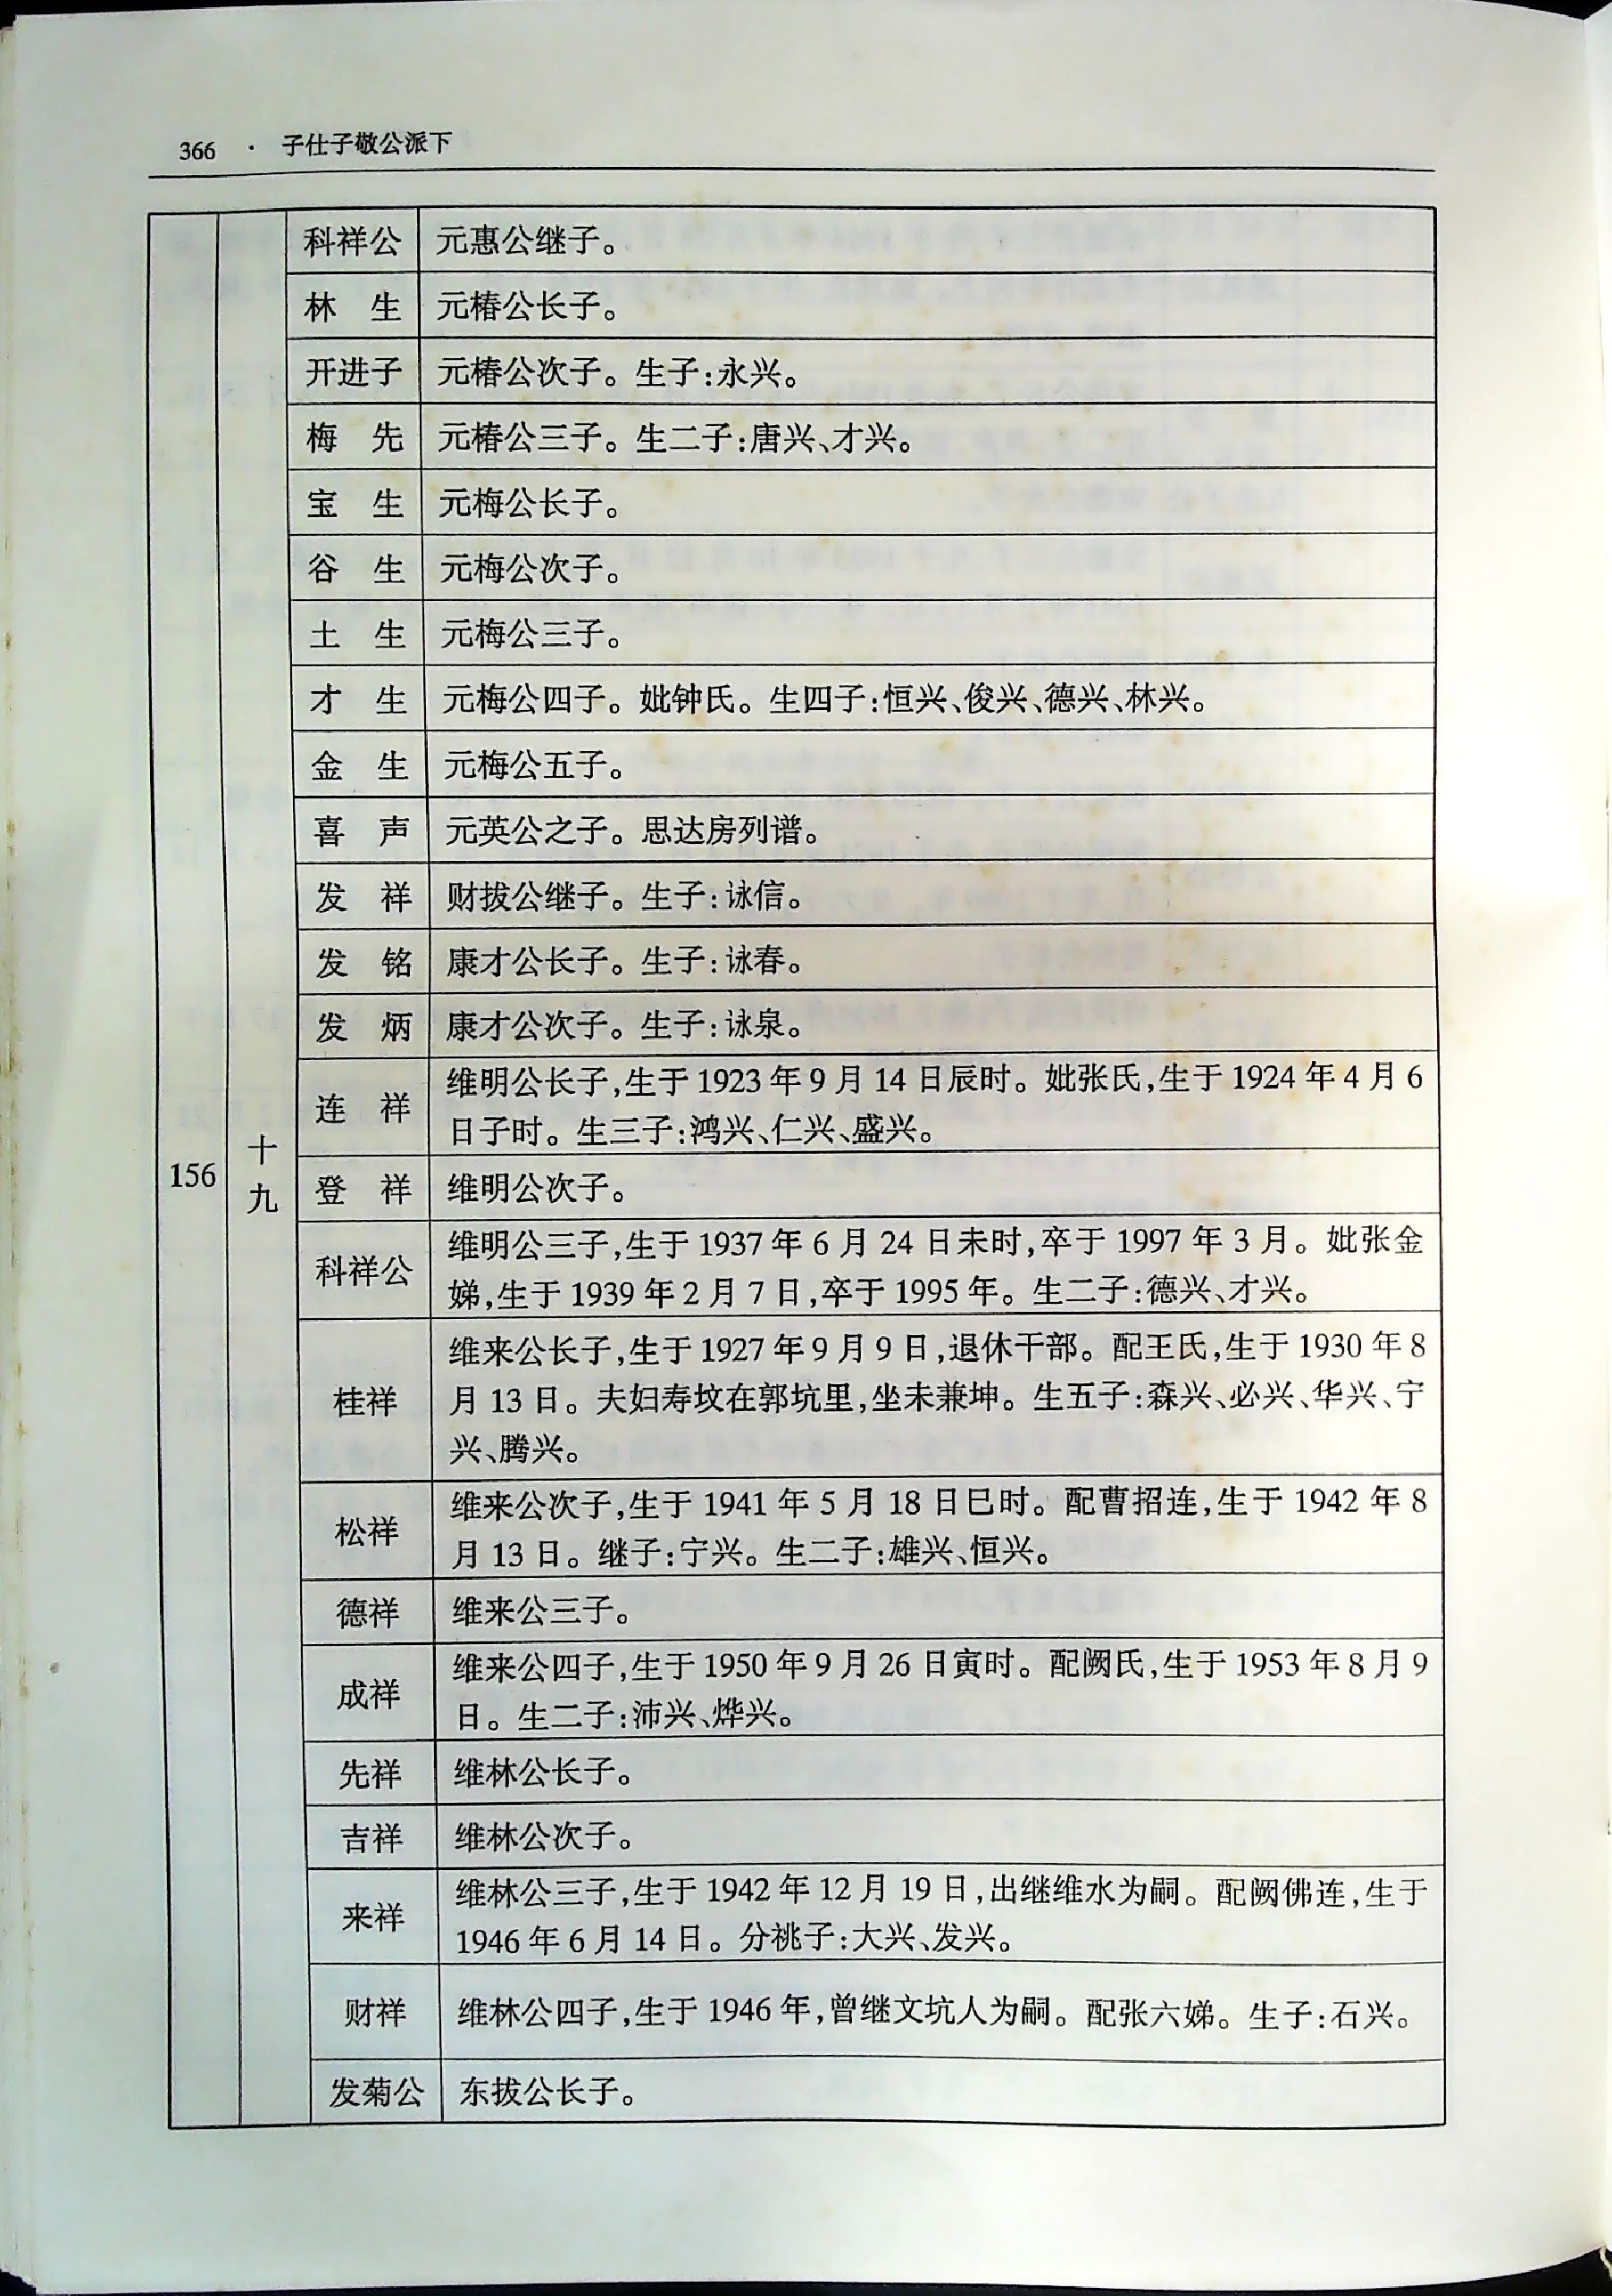 366 · 子仕子敬公派下
156
十九
科祥公 元惠公继子。
林生 元椿公长子。
开进子 元椿公次子。生子:永兴。
梅先 元椿公三子。生二子:唐兴、才兴。
宝生 元梅公长子。
谷生 元梅公次子。
土生 元梅公三子。
才生 元梅公四子。妣钟氏。生四子:恒兴、俊兴、德兴、林兴。
金生 元梅公五子。
喜声 元英公之子。思达房列谱。
发祥 财拔公继子。生子:详信。
发铭 康才公长子。生子:详春。
发炳 康才公次子。生子:详泉。
连祥 维明公长子,生于1923年9月14日辰时。妣张氏,生于1924年4月6
日子时。生三子:鸿兴、仁兴、盛兴。
登祥 维明公次子。
科祥公 维明公三子,生于1937年6月24日未时,卒于1997年3月。妣张金
娣,生于1939年2月7日,卒于1995年。生二子:德兴、才兴。
桂祥 维来公长子,生于1927年9月9日,退休干部。配王氏,生于1930年8
月13日。夫妇寿坟在郭坑里,坐未兼坤。生五子:森兴、必兴、华兴、宁
兴、腾兴。
松祥 维来公次子,生于1941年5月18日巳时。配曹招连,生于1942年8
月13日。继子:宁兴。生二子:雄兴、恒兴。
德祥 维来公三子。
成祥 维来公四子,生于1950年9月26日寅时。配阙氏,生于1953年8月9
日。生二子:沛兴、烨兴。
先祥 维林公长子。
吉祥 维林公次子。
来祥 维林公三子,生于1942年12月19日,出继维水为嗣。配阙佛连,生于
1946年6月14日。分祧子:大兴、发兴。
财祥 维林公四子,生于1946年,曾继文坑人为嗣。配张六娣。生子:石兴。
发菊公 东拔公长子。